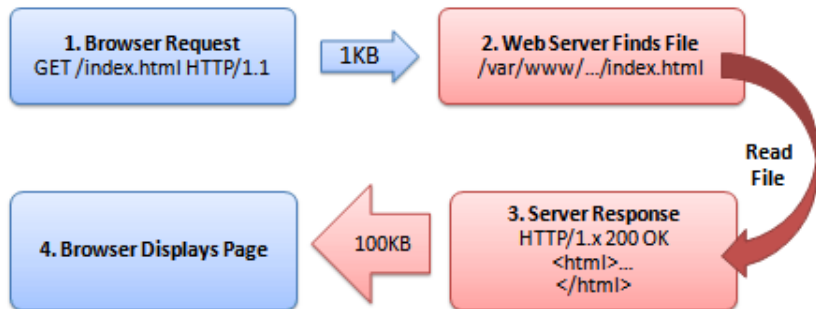 1. Browser Request
GET /index.html HTTP/1.1
1KB
2. Web Server Finds File
/var/www/.../index.html
Read
File
3. Server Response
HTTP/1.x 200 OK
<html>...
</html>
100KB
4. Browser Displays Page